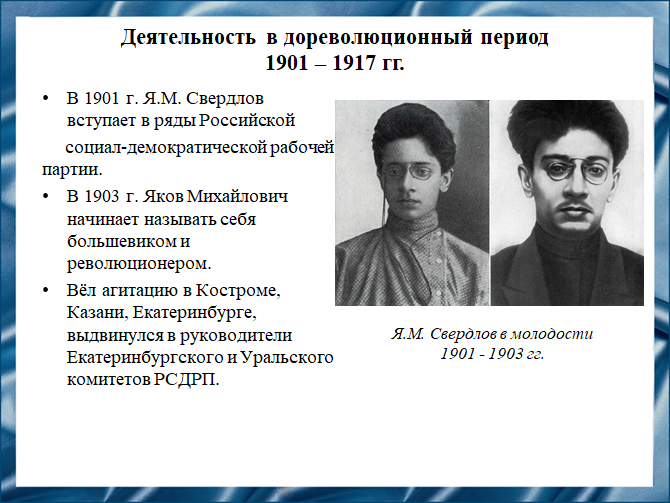 Деятельность в дореволюционный период
1901 – 1917 гг.
• В 1901 г. Я.М. Свердлов
вступает в ряды Российской
социал-демократической рабочей
партии.
• В 1903 г. Яков Михайлович
начинает называть себя
большевиком и
революционером.
• Вёл агитацию в Костроме,
Казани, Екатеринбурге,
выдвинулся в руководители
Екатеринбургского и Уральского
комитетов РСДРП.
Я.М. Свердлов в молодости
1901 - 1903 гг.